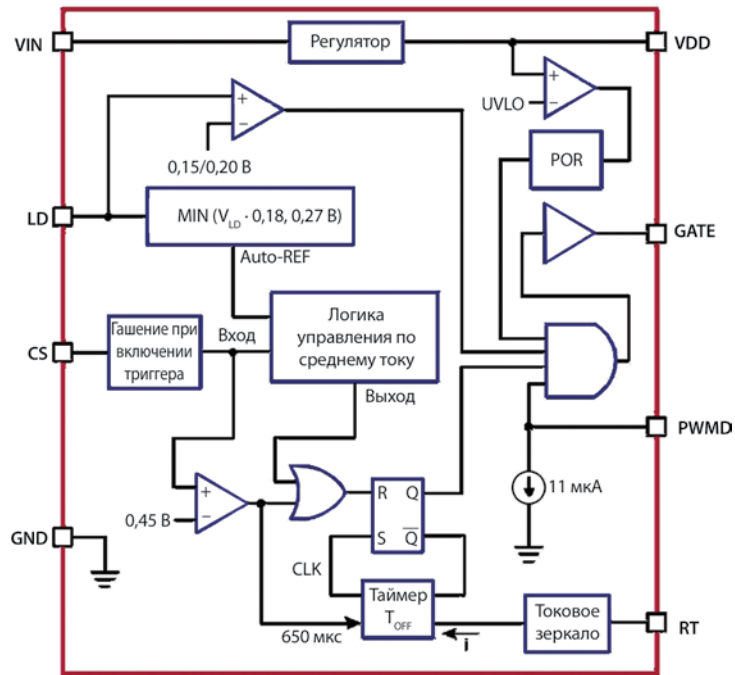 VIN
Регулятор
VDD
+
−
UVLO
+
−
0,15/0,20 В
POR
LD
MIN (V_LD · 0,18, 0,27 В)
Auto-REF
GATE
CS
Гашение при
включении
триггера
Вход
Логика
управления по
среднему току
Выход
PWMD
+
−
0,45 В
R Q
S Q̅
11 мкА
GND
CLK
Таймер
T_OFF
650 мкс
i
Токовое
зеркало
RT